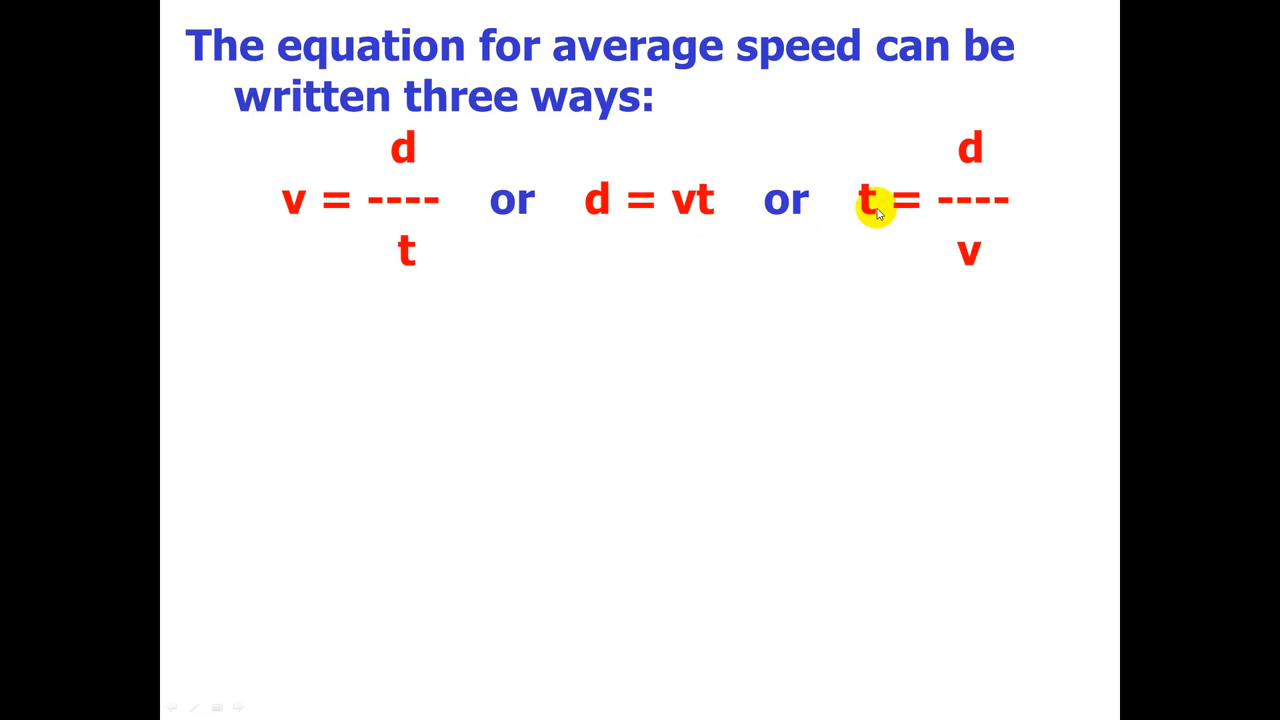 The equation for average speed can be
written three ways:
d d
v = ---- or d = vt or t = ----
t v